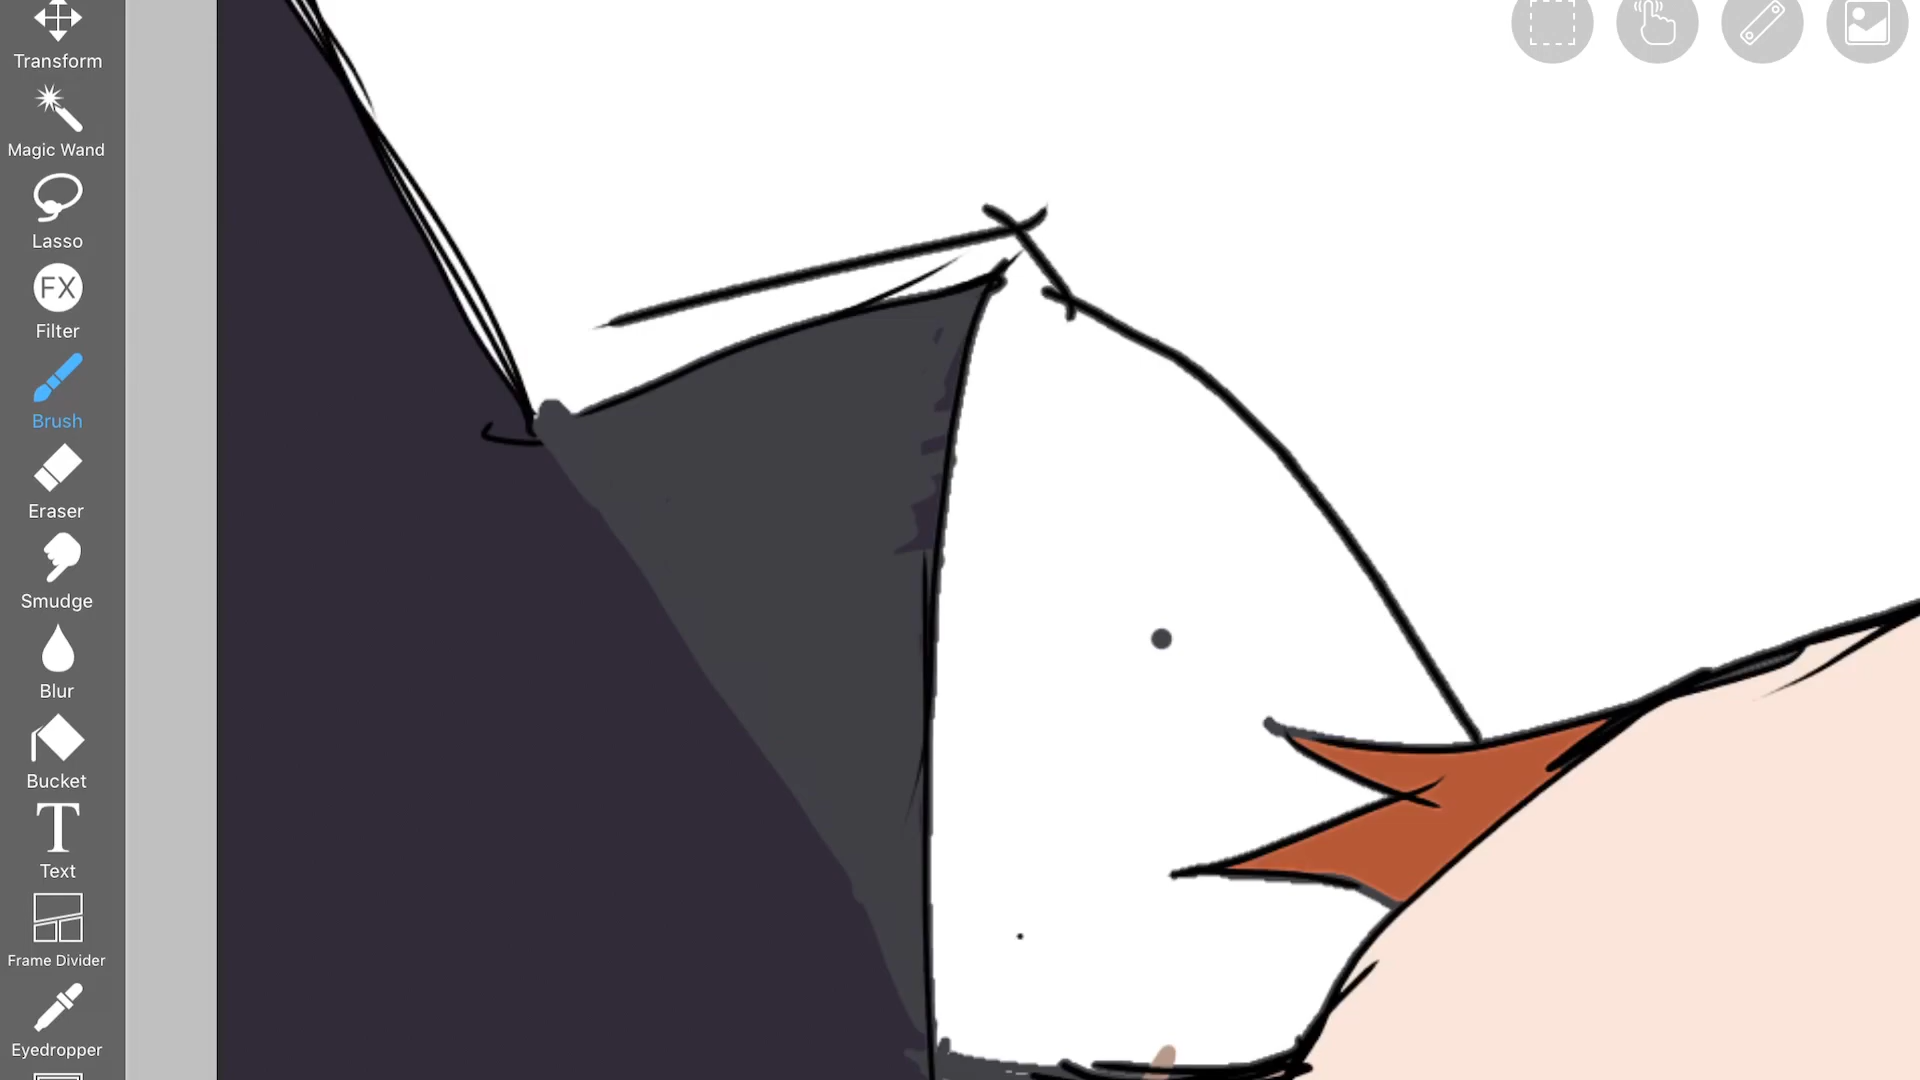 Transform
Magic Wand
Lasso
FX
Filter
Brush
Eraser
Smudge
Blur
Bucket
T
Text
Frame Divider
Eyedropper